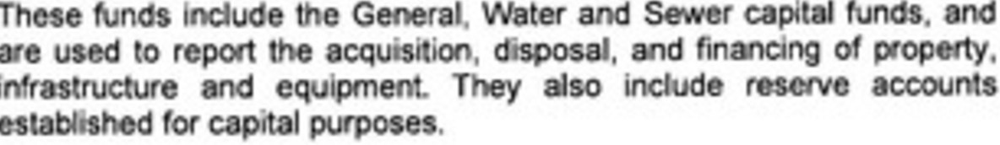 These funds include the General, Water and Sewer capital funds, and
are used to report the acquisition, disposal, and financing of property,
infrastructure and equipment. They also include reserve accounts
established for capital purposes.